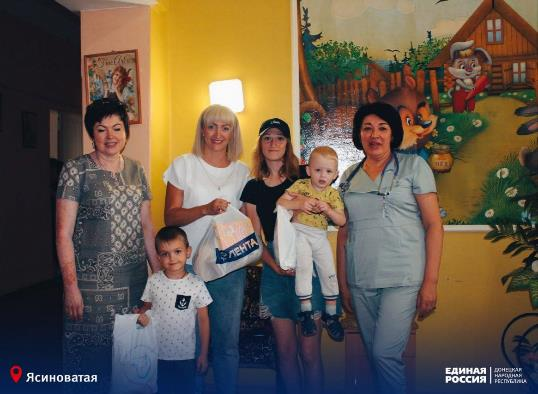 ЛЕНТА
Ясиноватая
ЕДИНАЯ
РОССИЯ
ДОНЕЦКАЯ
НАРОДНАЯ
РЕСПУБЛИКА